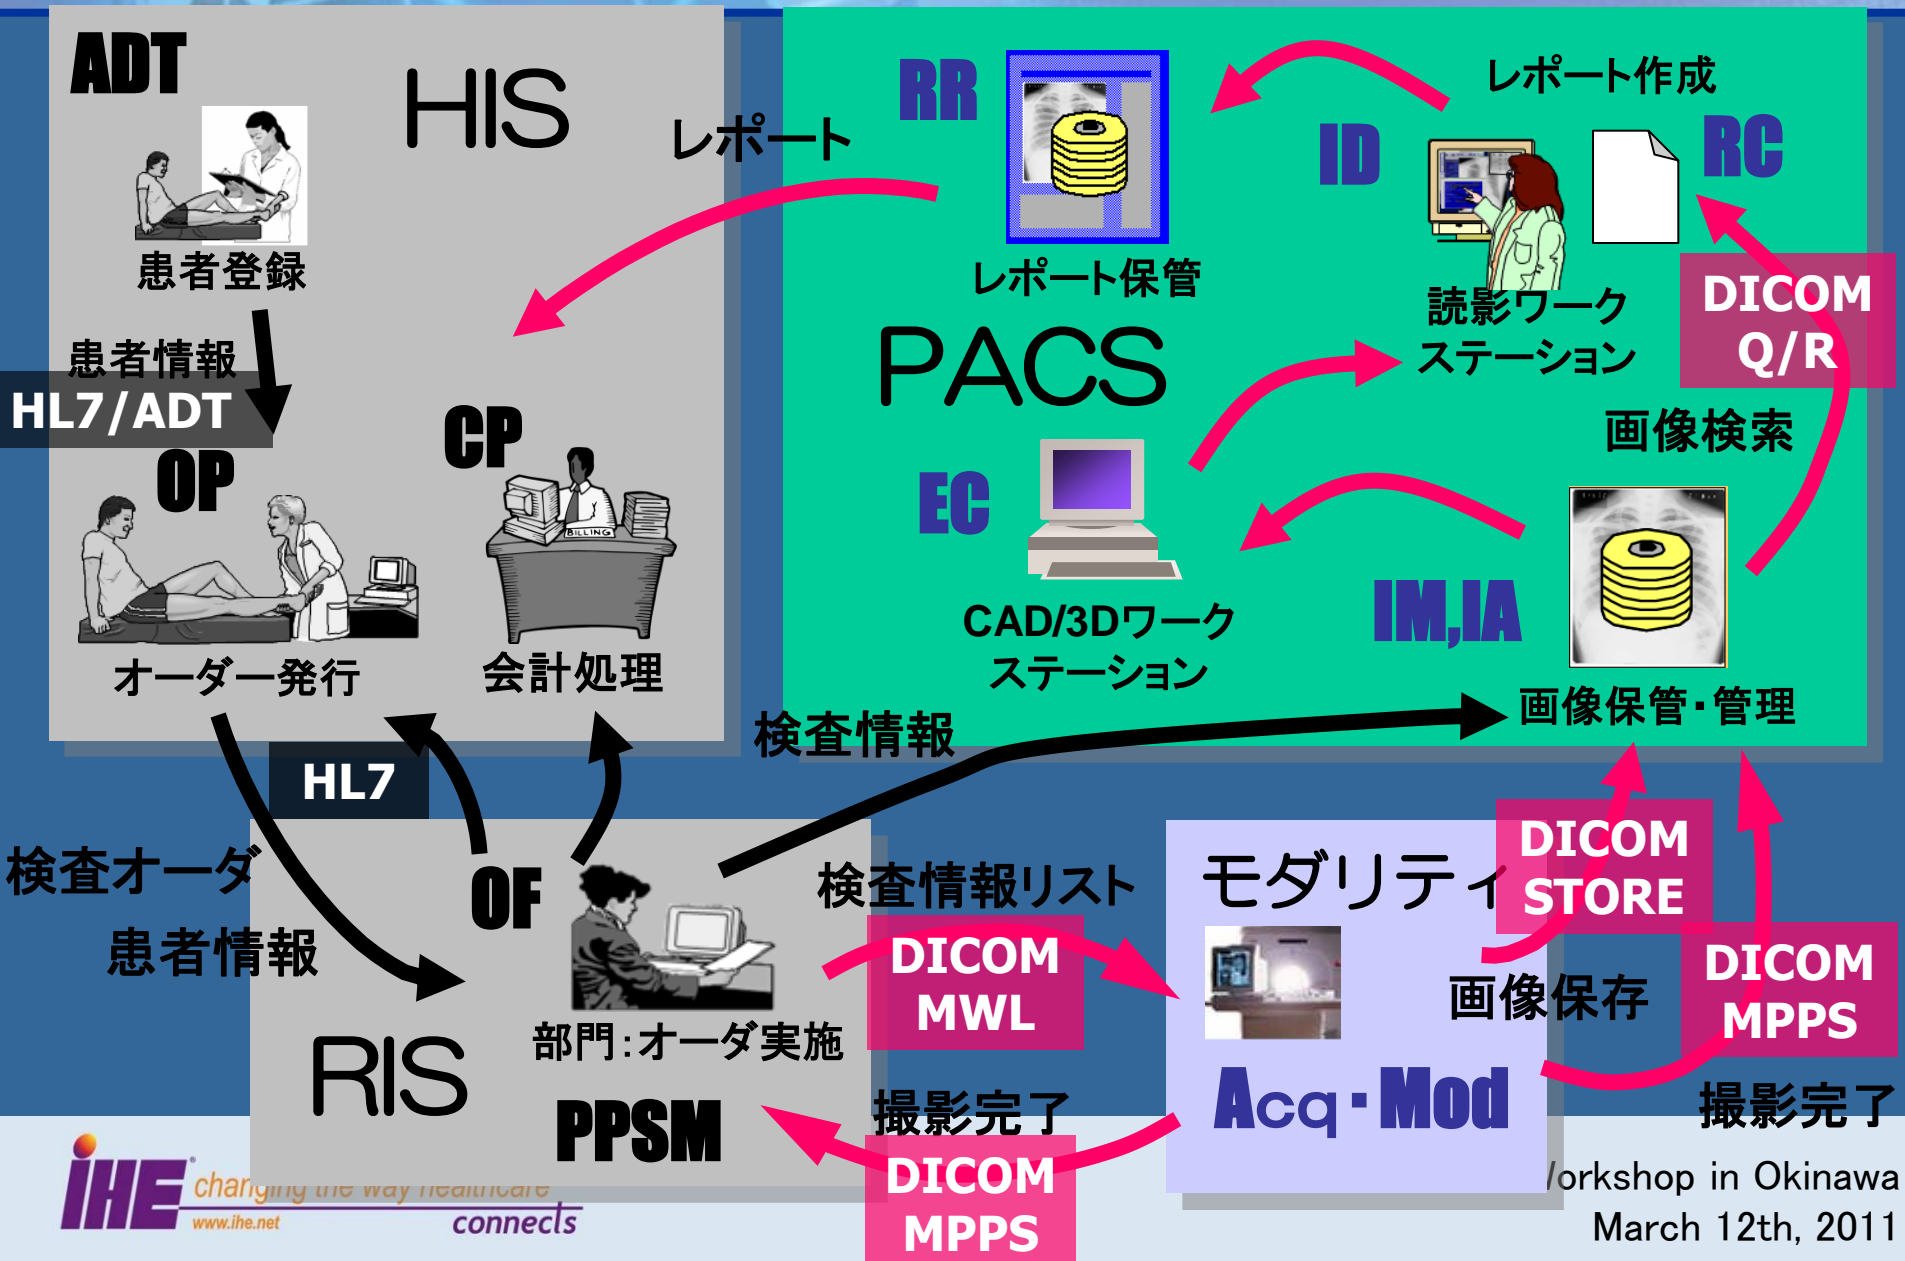 ADT
HIS
患者登録
患者情報
HL7/ADT
OP
オーダー発行
CP
BILLING
会計処理
レポート
RR
レポート保管
レポート作成
ID
RC
読影ワーク
ステーション
DICOM
Q/R
画像検索
PACS
EC
CAD/3Dワーク
ステーション
IM,IA
画像保管・管理
検査情報
HL7
検査オーダ
患者情報
OF
RIS
部門:オーダ実施
PPSM
検査情報リスト
DICOM
MWL
撮影完了
DICOM
MPPS
モダリティ
Acq・Mod
DICOM
STORE
画像保存
DICOM
MPPS
撮影完了
IHE
changing the way healthcare
www.ihe.net
connects
in Okinawa
March 12th, 2011